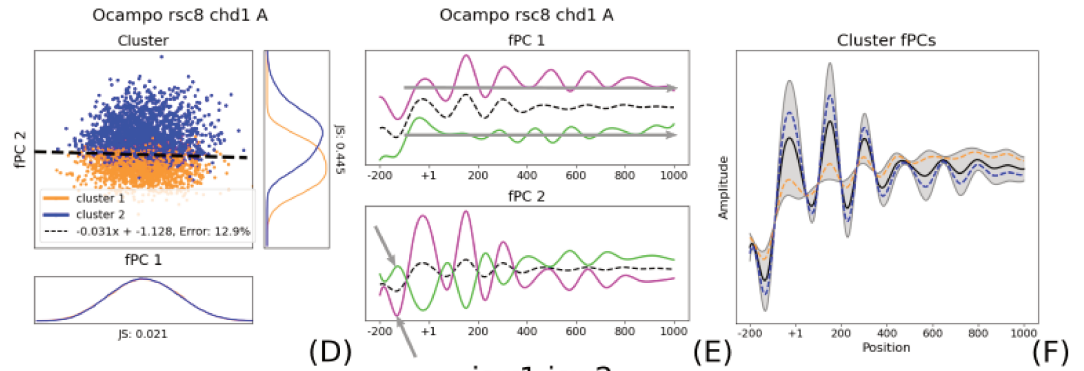 Ocampo rsc8 chd1 A
Cluster
fPC 2
cluster 1
cluster 2
-0.031x + -1.128, Error: 12.9%
JS: 0.445
fPC 1
JS: 0.021
(D)
Ocampo rsc8 chd1 A
fPC 1
-200 +1 200 400 600 800 1000
fPC 2
-200 +1 200 400 600 800 1000
(E)
Cluster fPCs
Amplitude
-200 +1 200 400 600 800 1000
Position
(F)